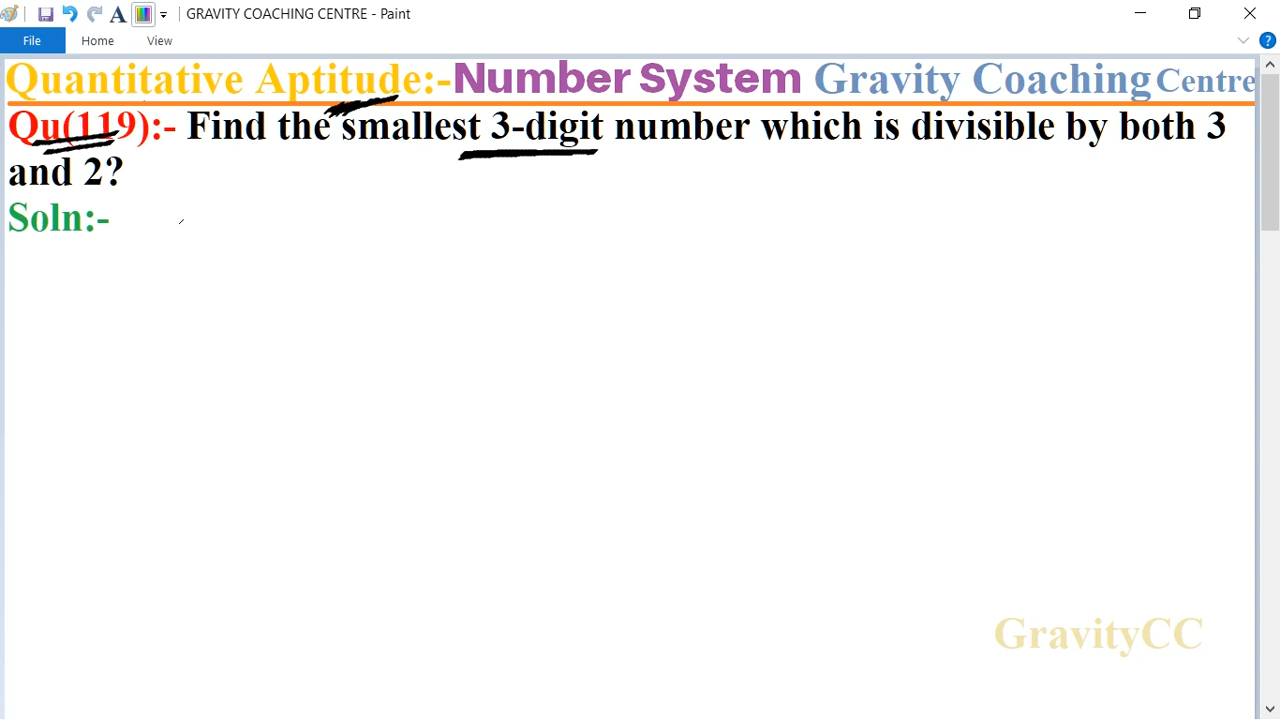 GRAVITY COACHING CENTRE - Paint
File Home View
Quantitative Aptitude:-Number System Gravity Coaching Centre
Qu(119):- Find the smallest 3-digit number which is divisible by both 3
and 2?
Soln:-
GravityCC